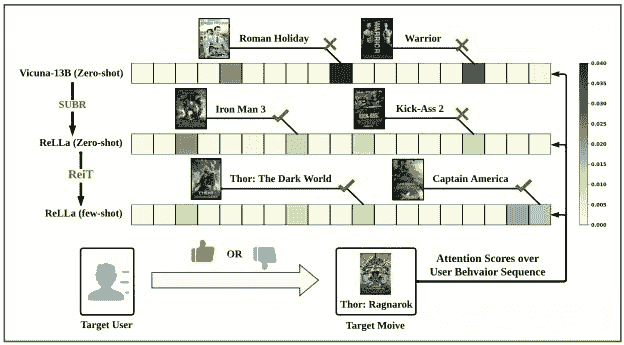 Roman Holiday
Warrior
Vicuna-13B (Zero-shot)
SUBR
Iron Man 3
Kick-Ass 2
ReLLa (Zero-shot)
ReiT
Thor: The Dark World
Captain America
ReLLa (few-shot)
0.040
0.035
0.030
0.025
0.020
0.015
0.010
0.005
0.000
OR
Attention Scores over
User Behvaior Sequence
Thor: Ragnarok
Target User
Target Moive